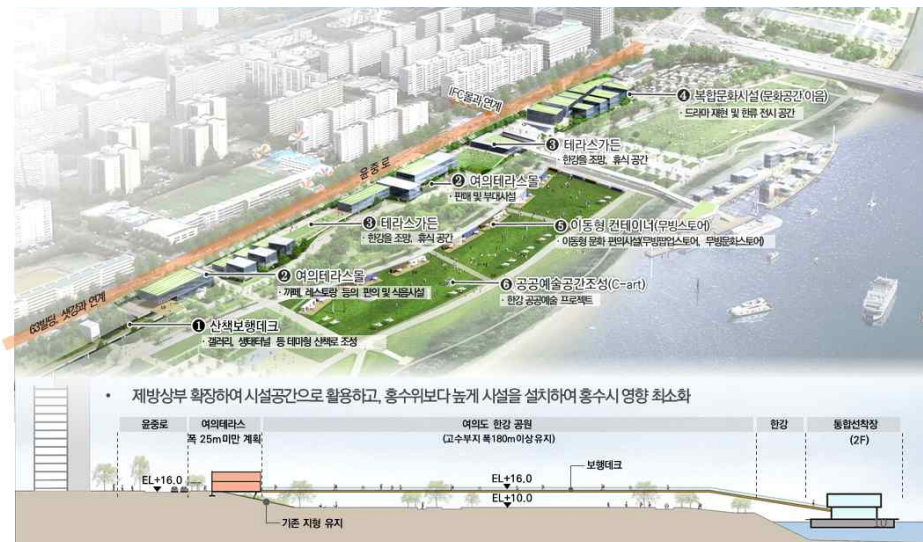 IFC몰과 연계
❹ 복합문화시설(문화공간 이음)
· 드라마 재현 및 한류 전시 공간
❸ 테라스가든
· 한강을 조망, 휴식 공간
윤중로
❷ 여의테라스몰
· 판매 및 부대시설
❸ 테라스가든
· 한강을 조망, 휴식 공간
❺ 이동형 컨테이너(무빙스토어)
· 이동형 문화 편의시설(무빙팝업스토어, 무빙문화스토어)
❷ 여의테라스몰
· 까페, 레스토랑 등의 편의 및 식음시설
❻ 공공예술공간조성(C-art)
· 한강 공공예술 프로젝트
63빌딩, 샛강과 연계
❶ 산책보행데크
· 갤러리, 생태터널 등 테마형 산책로 조성
• 제방상부 확장하여 시설공간으로 활용하고, 홍수위보다 높게 시설을 설치하여 홍수시 영향 최소화
윤중로
여의테라스
폭 25m미만 계획
여의도 한강 공원
(고수부지 폭180m이상 유지)
한강
통합선착장
(2F)
보행데크
EL+16.0
EL+16.0
EL+10.0
기존 지형 유지